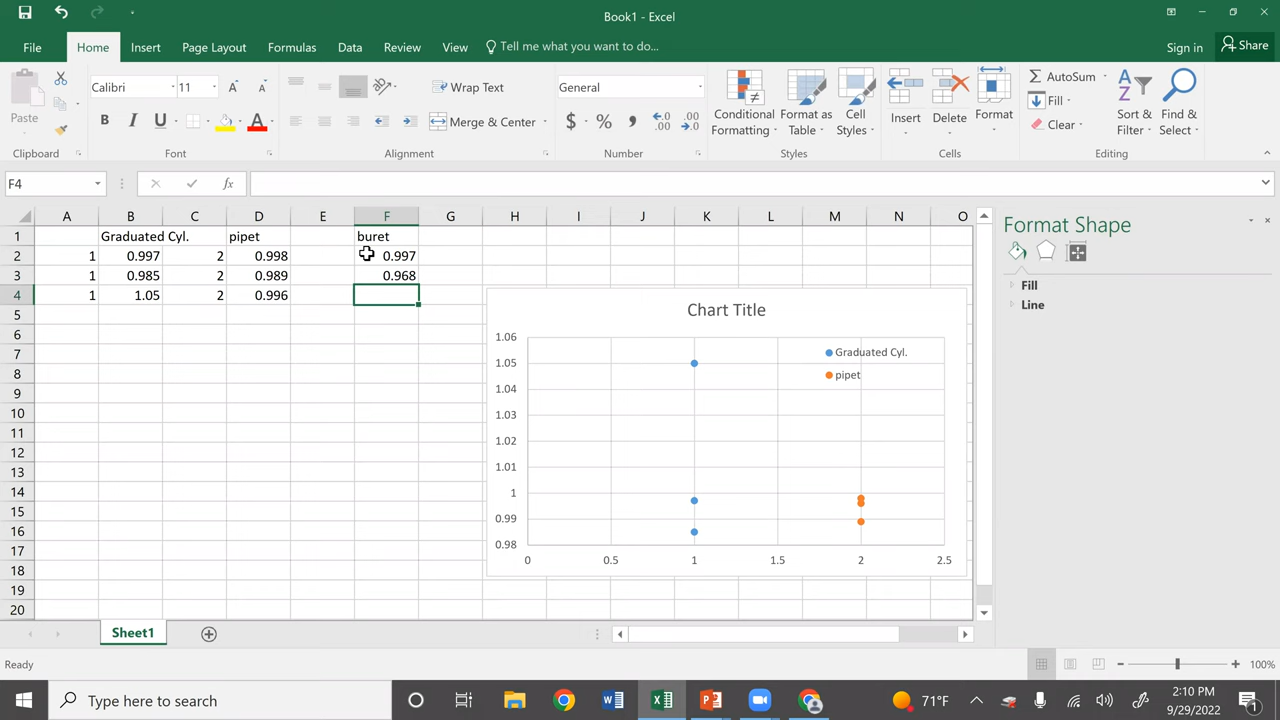 Book1 - Excel
File Home Insert Page Layout Formulas Data Review View Tell me what you want to do... Sign in Share
Paste
Calibri 11
B I U
Wrap Text
Merge & Center
General
$ % ,
Conditional Formatting
Format as Table
Cell Styles
Insert
Delete
Format
AutoSum
Fill
Clear
Sort & Filter
Find & Select
Clipboard Font Alignment Number Styles Cells Editing
F4 fx
A B C D E F G H I J K L M N O
1 Graduated Cyl. pipet buret
2 1 0.997 2 0.998 0.997
3 1 0.985 2 0.989 0.968
4 1 1.05 2 0.996
5
6
7
8
9
10
11
12
13
14
15
16
17
18
19
20
Chart Title
1.06
1.05
1.04
1.03
1.02
1.01
1
0.99
0.98
0 0.5 1 1.5 2 2.5
Graduated Cyl.
pipet
Format Shape
Fill
Line
Sheet1
Ready
100%
Type here to search
71°F
2:10 PM
9/29/2022
1